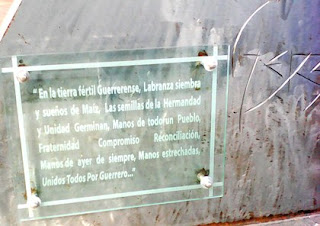 “En la tierra fértil Guerrerense, Labranza siembra
y sueños de Maíz. Las semillas de la Hermandad
y Unidad Germinan, Manos de todo un Pueblo.
Fraternidad Compromiso Reconciliación,
Manos de ayer de siempre, Manos estrechadas,
Unidos Todos Por Guerrero...”